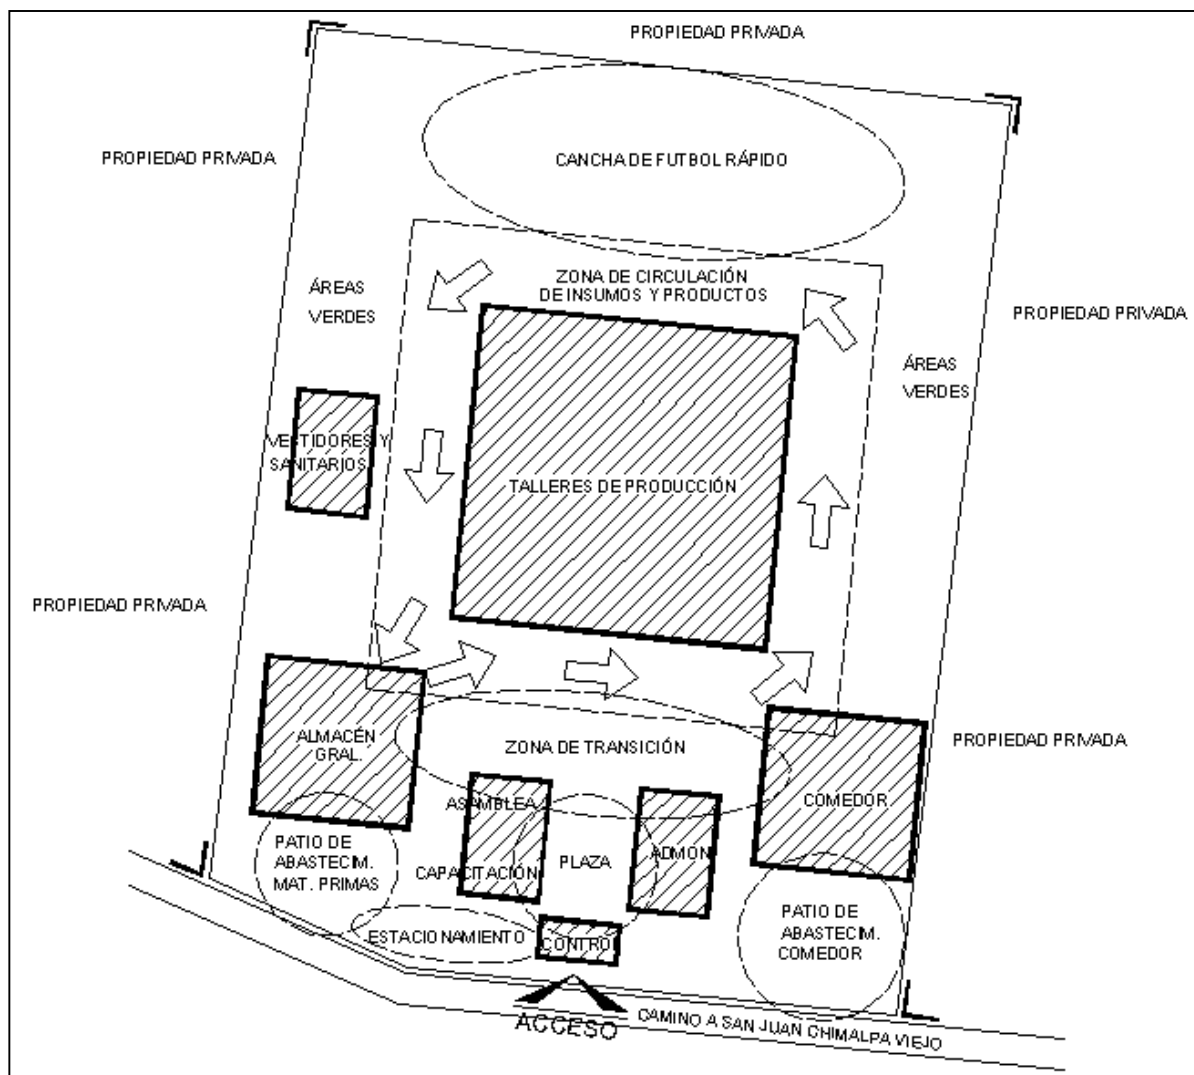 PROPIEDAD PRIVADA
PROPIEDAD PRIVADA
CANCHA DE FUTBOL RÁPIDO
ZONA DE CIRCULACIÓN
DE INSUMOS Y PRODUCTOS
ÁREAS
VERDES
PROPIEDAD PRIVADA
ÁREAS
VERDES
VESTIDORES Y
SANITARIOS
TALLERES DE PRODUCCIÓN
PROPIEDAD PRIVADA
ALMACÉN
GRAL.
ZONA DE TRANSICIÓN
PROPIEDAD PRIVADA
ASAMBLEA
COMEDOR
CAPACITACIÓN
PLAZA
ADMON
PATIO DE
ABASTECIM.
MAT. PRIMAS
PATIO DE
ABASTECIM.
COMEDOR
ESTACIONAMIENTO
CONTROL
ACCESO
CAMINO A SAN JUAN CHIMALPA VIEJO